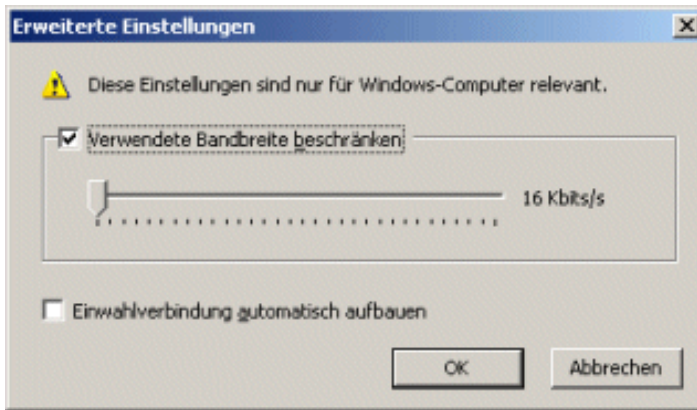 Erweiterte Einstellungen
Diese Einstellungen sind nur für Windows-Computer relevant.
Verwendete Bandbreite beschränken
16 Kbits/s
Einwahlverbindung automatisch aufbauen
OK Abbrechen